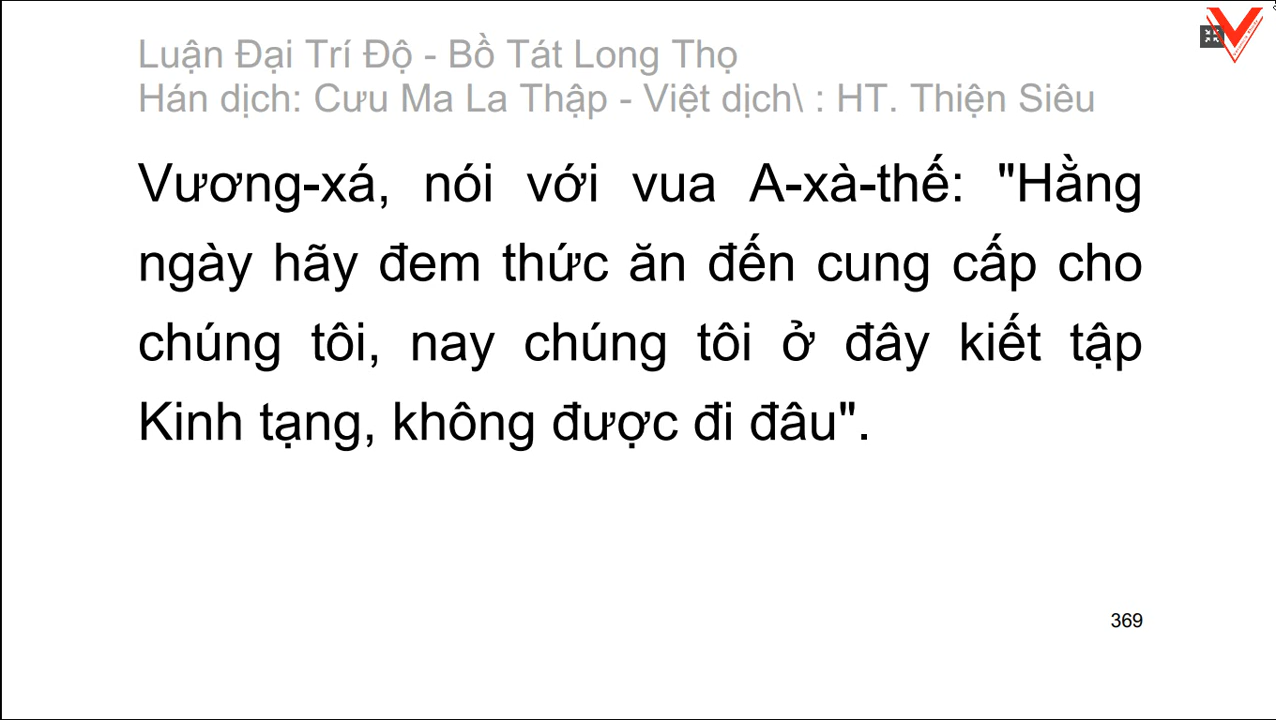 Luận Đại Trí Độ - Bồ Tát Long Thọ
Hán dịch: Cưu Ma La Thập - Việt dịch\ : HT. Thiện Siêu
Vương-xá, nói với vua A-xà-thế: "Hằng
ngày hãy đem thức ăn đến cung cấp cho
chúng tôi, nay chúng tôi ở đây kiết tập
Kinh tạng, không được đi đâu".
369